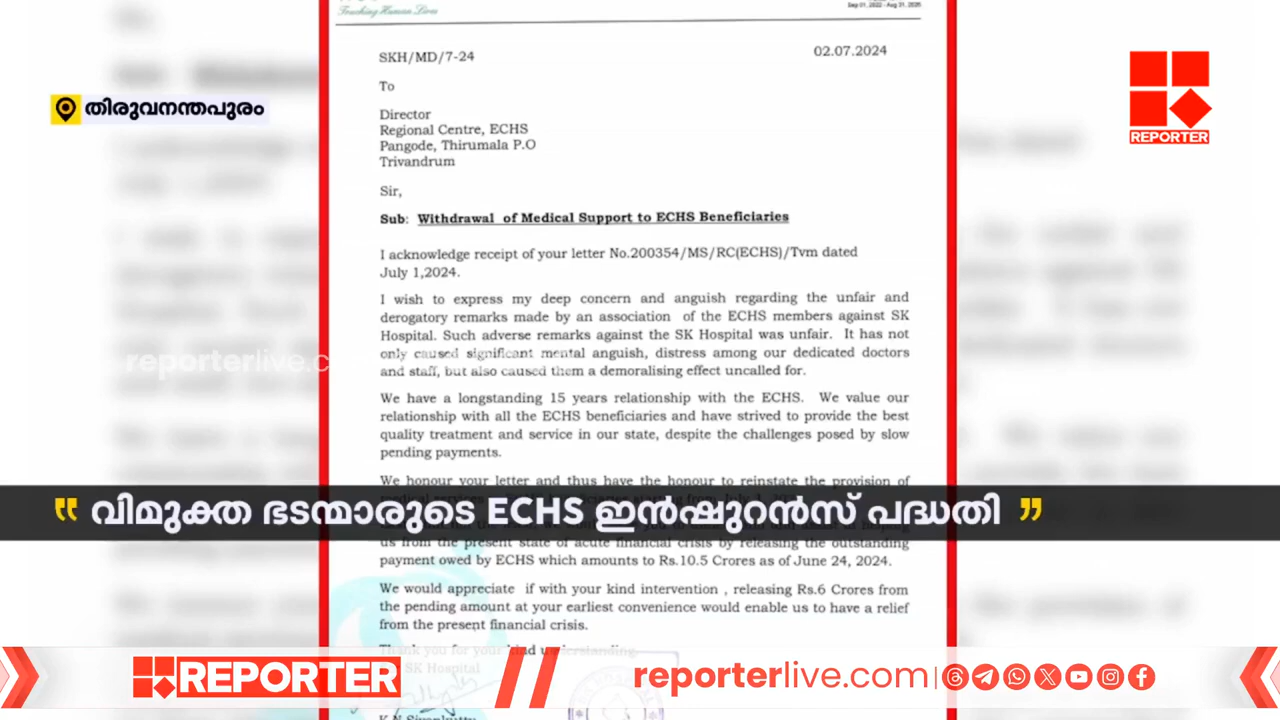 Touching Human Lives
Sep 01, 2022 - Aug 31, 2025
SKH/MD/7-24
02.07.2024
To
Director
Regional Centre, ECHS
Pangode, Thirumala P.O
Trivandrum
Sir,
Sub: Withdrawal of Medical Support to ECHS Beneficiaries
I acknowledge receipt of your letter No.200354/MS/RC(ECHS)/Tvm dated
July 1,2024.
I wish to express my deep concern and anguish regarding the unfair and
derogatory remarks made by an association of the ECHS members against SK
Hospital. Such adverse remarks against the SK Hospital was unfair. It has not
only caused significant mental anguish, distress among our dedicated doctors
and staff, but also caused them a demoralising effect uncalled for.
We have a longstanding 15 years relationship with the ECHS. We value our
relationship with all the ECHS beneficiaries and have strived to provide the best
quality treatment and service in our state, despite the challenges posed by slow
pending payments.
We honour your letter and thus have the honour to reinstate the provision of
us from the present state of acute financial crisis by releasing the outstanding
payment owed by ECHS which amounts to Rs.10.5 Crores as of June 24, 2024.
We would appreciate if with your kind intervention , releasing Rs.6 Crores from
the pending amount at your earliest convenience would enable us to have a relief
from the present financial crisis.
Thank you for your kind understanding.
SK Hospital
K.N Sivankutty
തിരുവനന്തപുരം
REPORTER
reporterlive.c
" വിമുക്ത ഭടന്മാരുടെ ECHS ഇൻഷുറൻസ് പദ്ധതി "
REPORTER
reporterlive.com